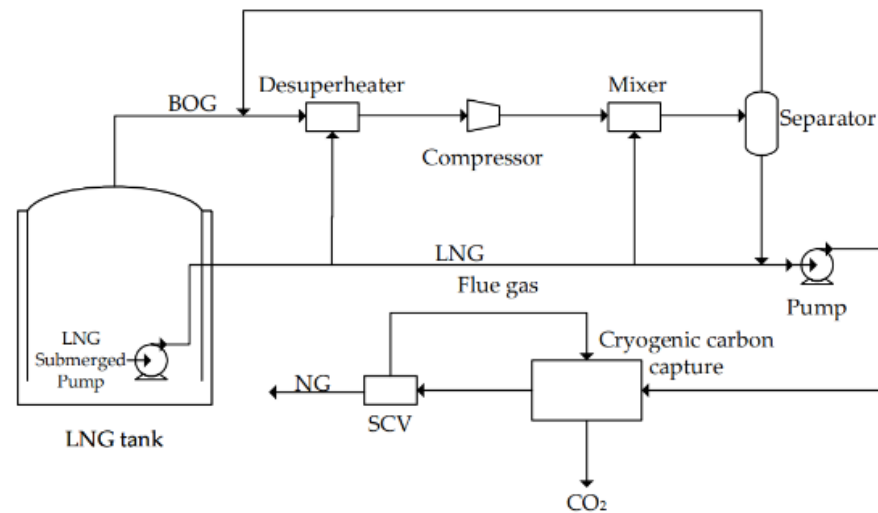 Desuperheater
Mixer
BOG
Separator
Compressor
LNG
Flue gas
Pump
LNG
Submerged
Pump
Cryogenic carbon
capture
NG
SCV
LNG tank
CO₂